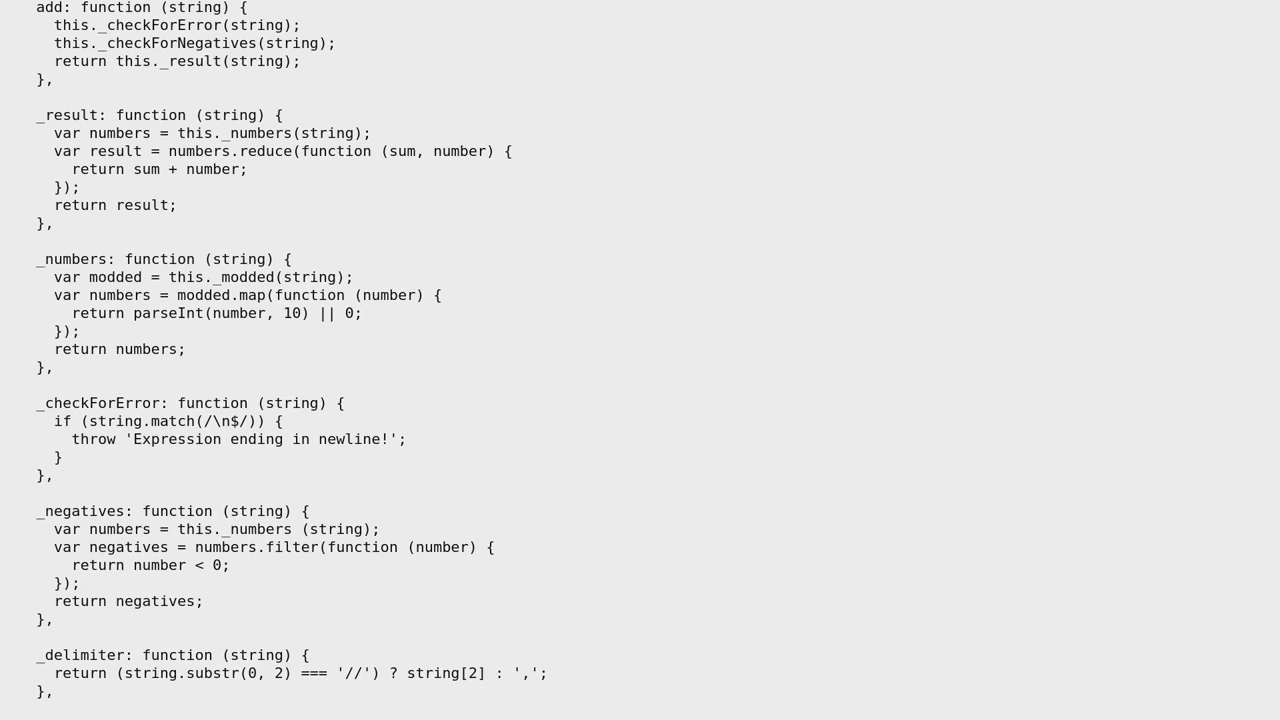 add: function (string) {
this._checkForError(string);
this._checkForNegatives(string);
return this._result(string);
},
_result: function (string) {
var numbers = this._numbers(string);
var result = numbers.reduce(function (sum, number) {
return sum + number;
});
return result;
},
_numbers: function (string) {
var modded = this._modded(string);
var numbers = modded.map(function (number) {
return parseInt(number, 10) || 0;
});
return numbers;
},
_checkForError: function (string) {
if (string.match(/\n$/)) {
throw 'Expression ending in newline!';
}
},
_negatives: function (string) {
var numbers = this._numbers (string);
var negatives = numbers.filter(function (number) {
return number < 0;
});
return negatives;
},
_delimiter: function (string) {
return (string.substr(0, 2) === '//') ? string[2] : ',';
},